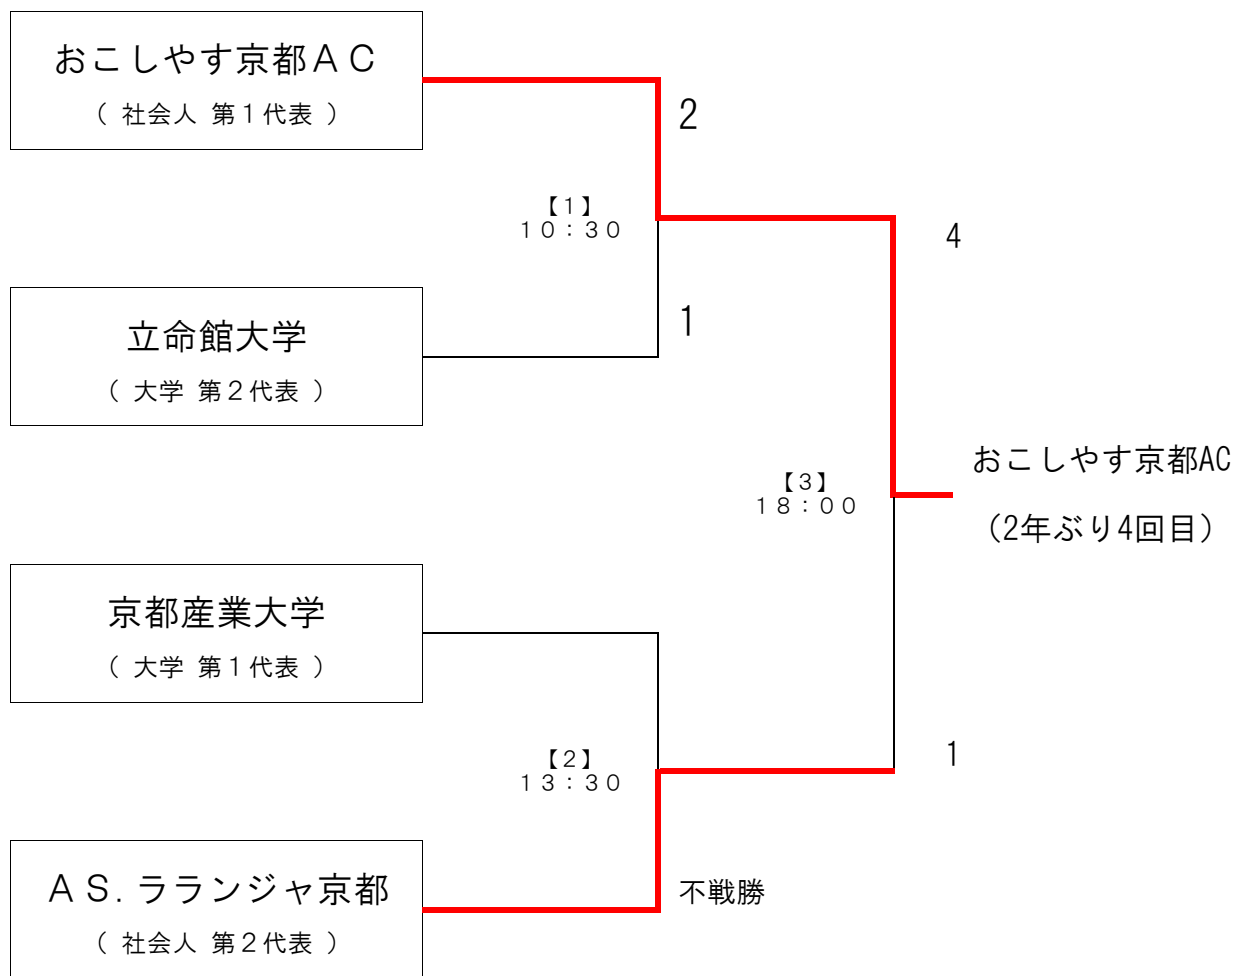 おこしやす京都ＡＣ
（ 社会人 第１代表 ）
2
【１】
１０：３０
4
1
立命館大学
（ 大学 第２代表 ）
おこしやす京都AC
（2年ぶり4回目）
【３】
１８：００
京都産業大学
（ 大学 第１代表 ）
【２】
１３：３０
1
ＡＳ.ラランジャ京都
（ 社会人 第２代表 ）
不戦勝